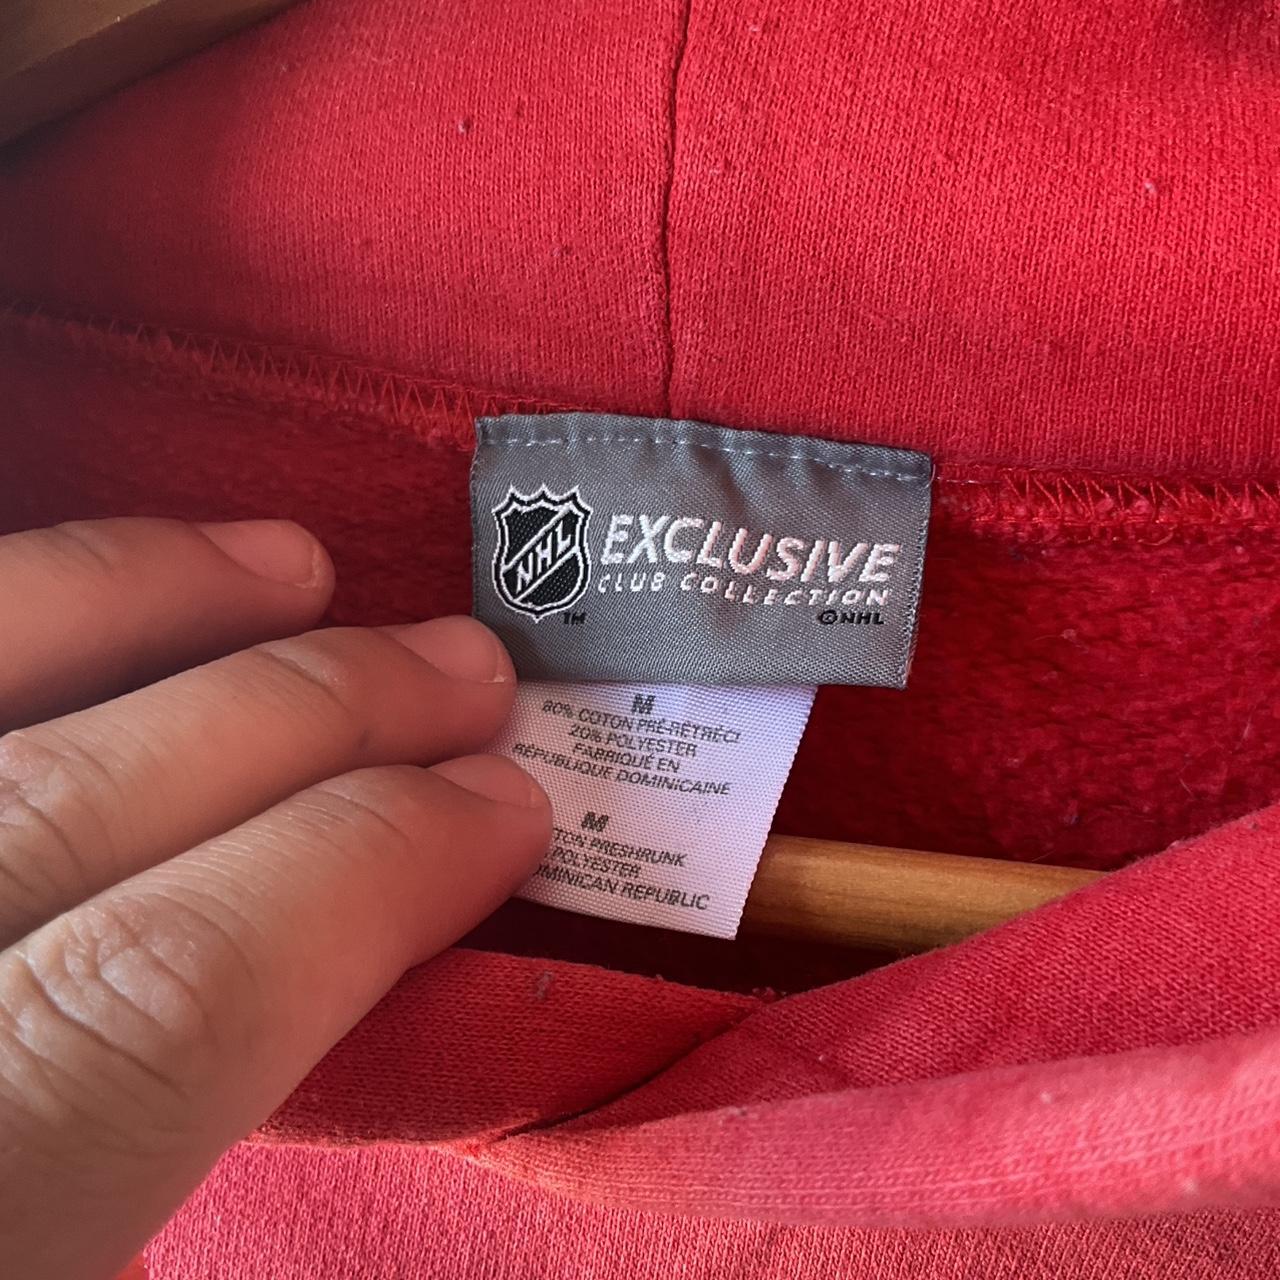 NHL
EXCLUSIVE
CLUB COLLECTION
TM
©NHL
M
80% COTON PRÉ-RÉTRÉCI
20% POLYESTER
FABRIQUÉ EN
RÉPUBLIQUE DOMINICAINE
M
PRESHRUNK
POLYESTER
REPUBLIC